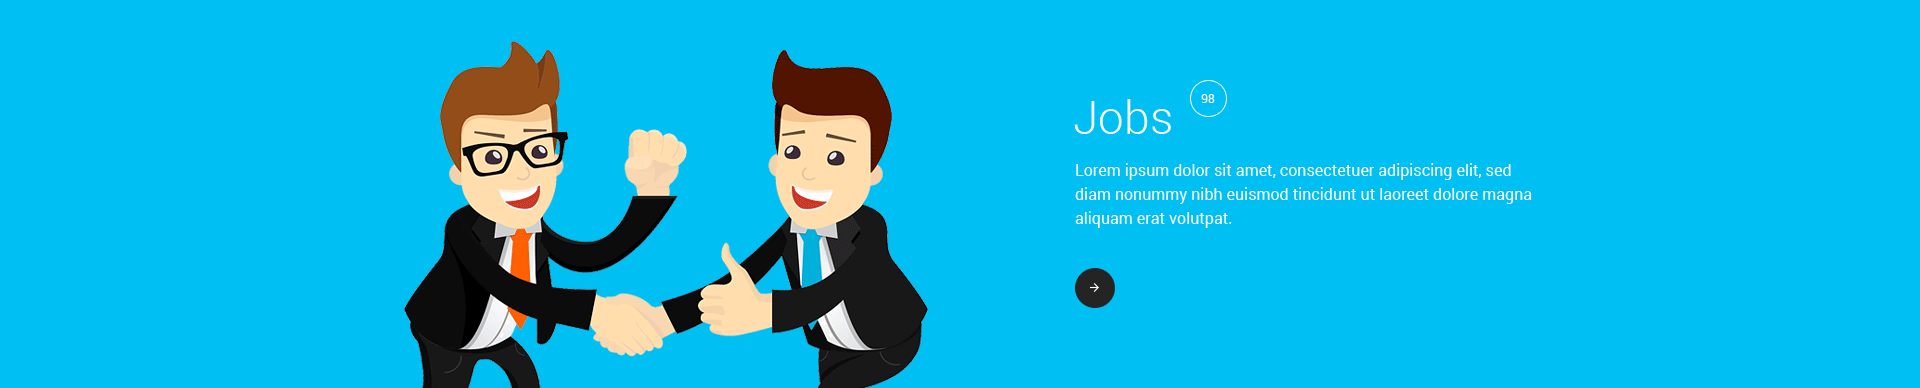 Jobs
98
Lorem ipsum dolor sit amet, consectetuer adipiscing elit, sed
diam nonummy nibh euismod tincidunt ut laoreet dolore magna
aliquam erat volutpat.